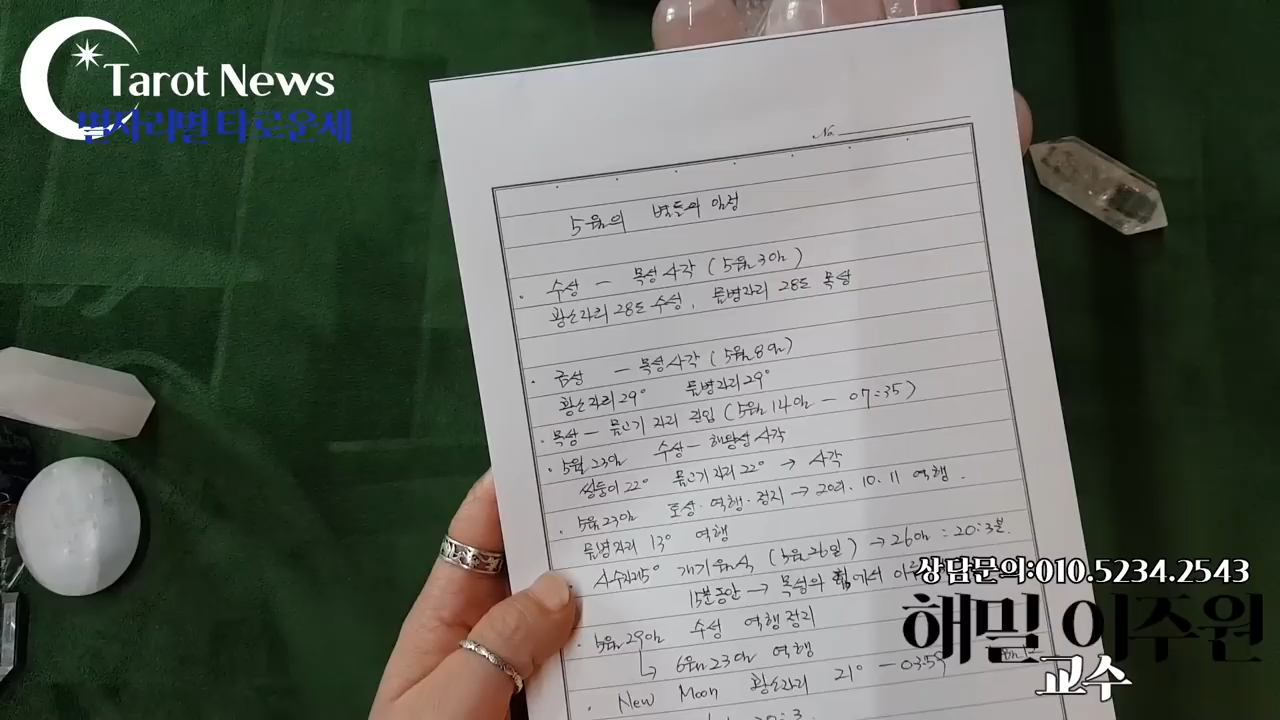 Tarot News
별자리별 타로운세
No.
5월의 별들의 일정
· 수성 - 목성 사각 (5월 3일)
황소자리 28도 수성, 물병자리 28도 목성
· 금성 - 목성사각 (5월 8일)
황소자리 29° 물병자리 29°
· 목성 - 물고기 자리 진입 (5월 14일 - 07:35)
· 5월 23일 수성 - 해왕성 사각
쌍둥이 22° 물고기 자리 22° → 사각
· 5월 23일 토성·역행·정지 → 2021. 10. 11 역행.
물병자리 13° 역행
· 사수자리5° 개기월식 (5월 26일) → 26일 : 20:3분.
15분동안 → 목성의 힘에서
· 5월 29일 수성 역행정지
↳ 6월 23일 역행
· New Moon 황소자리 21° - 03:59
상담문의:010.5234.2543
해밀 이주원
교수